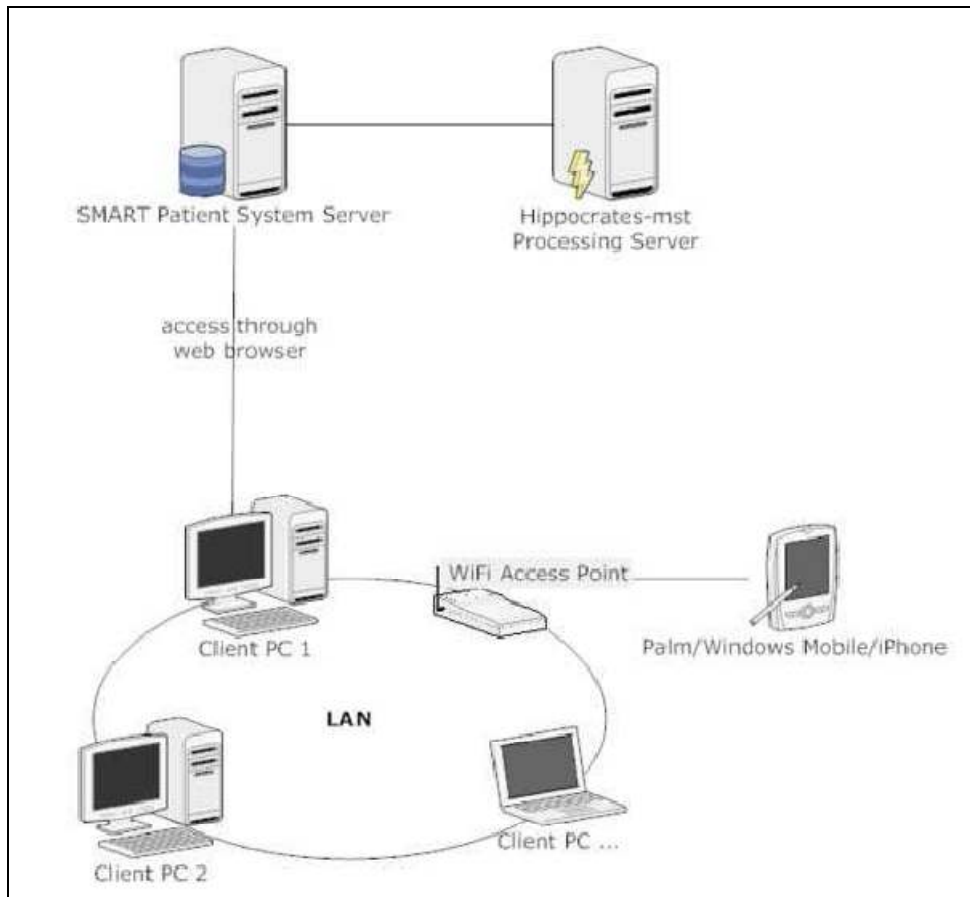 SMART Patient System Server
Hippocrates-mst
Processing Server
access through
web browser
WiFi Access Point
Client PC 1
Palm/Windows Mobile/iPhone
LAN
Client PC ...
Client PC 2